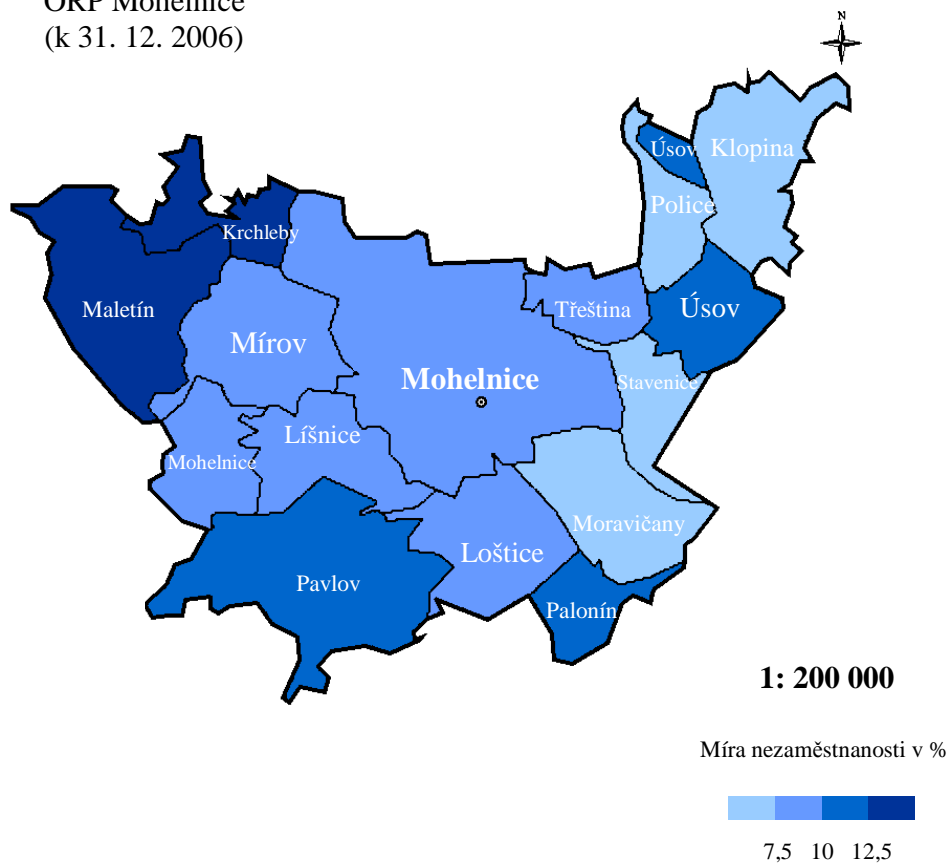 ORP Mohelnice
(k 31. 12. 2006)
N
Úsov
Klopina
Police
Krchleby
Maletín
Třeština
Úsov
Mírov
Mohelnice
Stavenice
Líšnice
Mohelnice
Moravičany
Loštice
Pavlov
Palonín
1: 200 000
Míra nezaměstnanosti v %
7,5 10 12,5